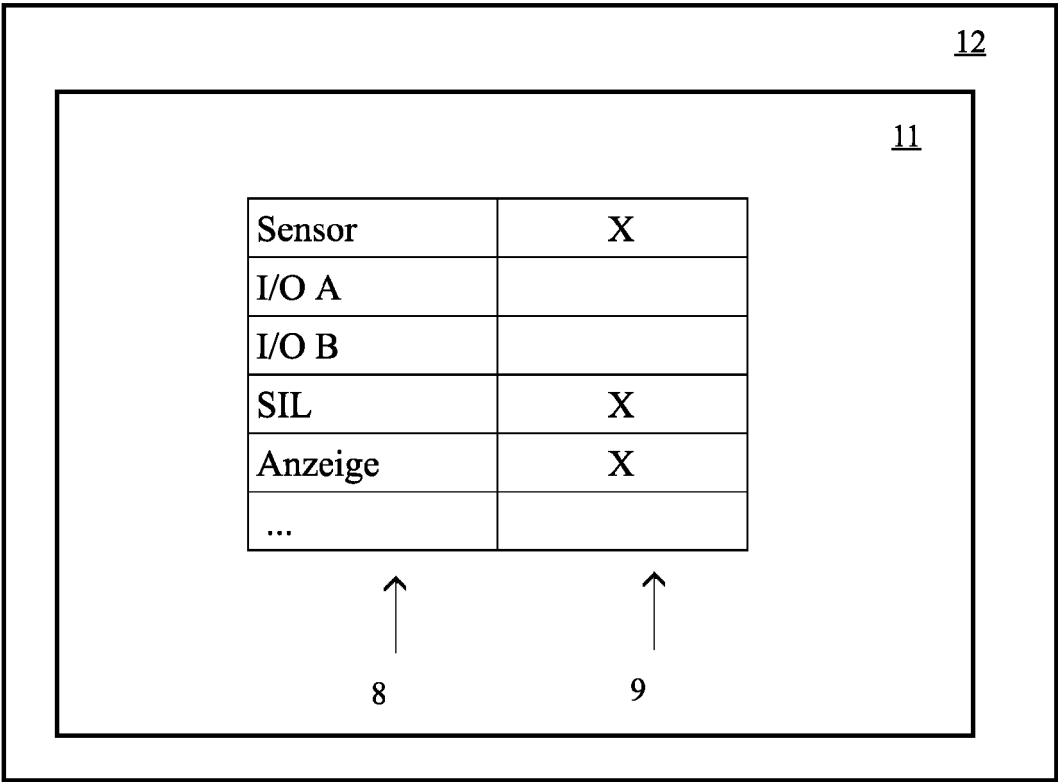 12
11
Sensor X
I/O A
I/O B
SIL X
Anzeige X
...
8 9